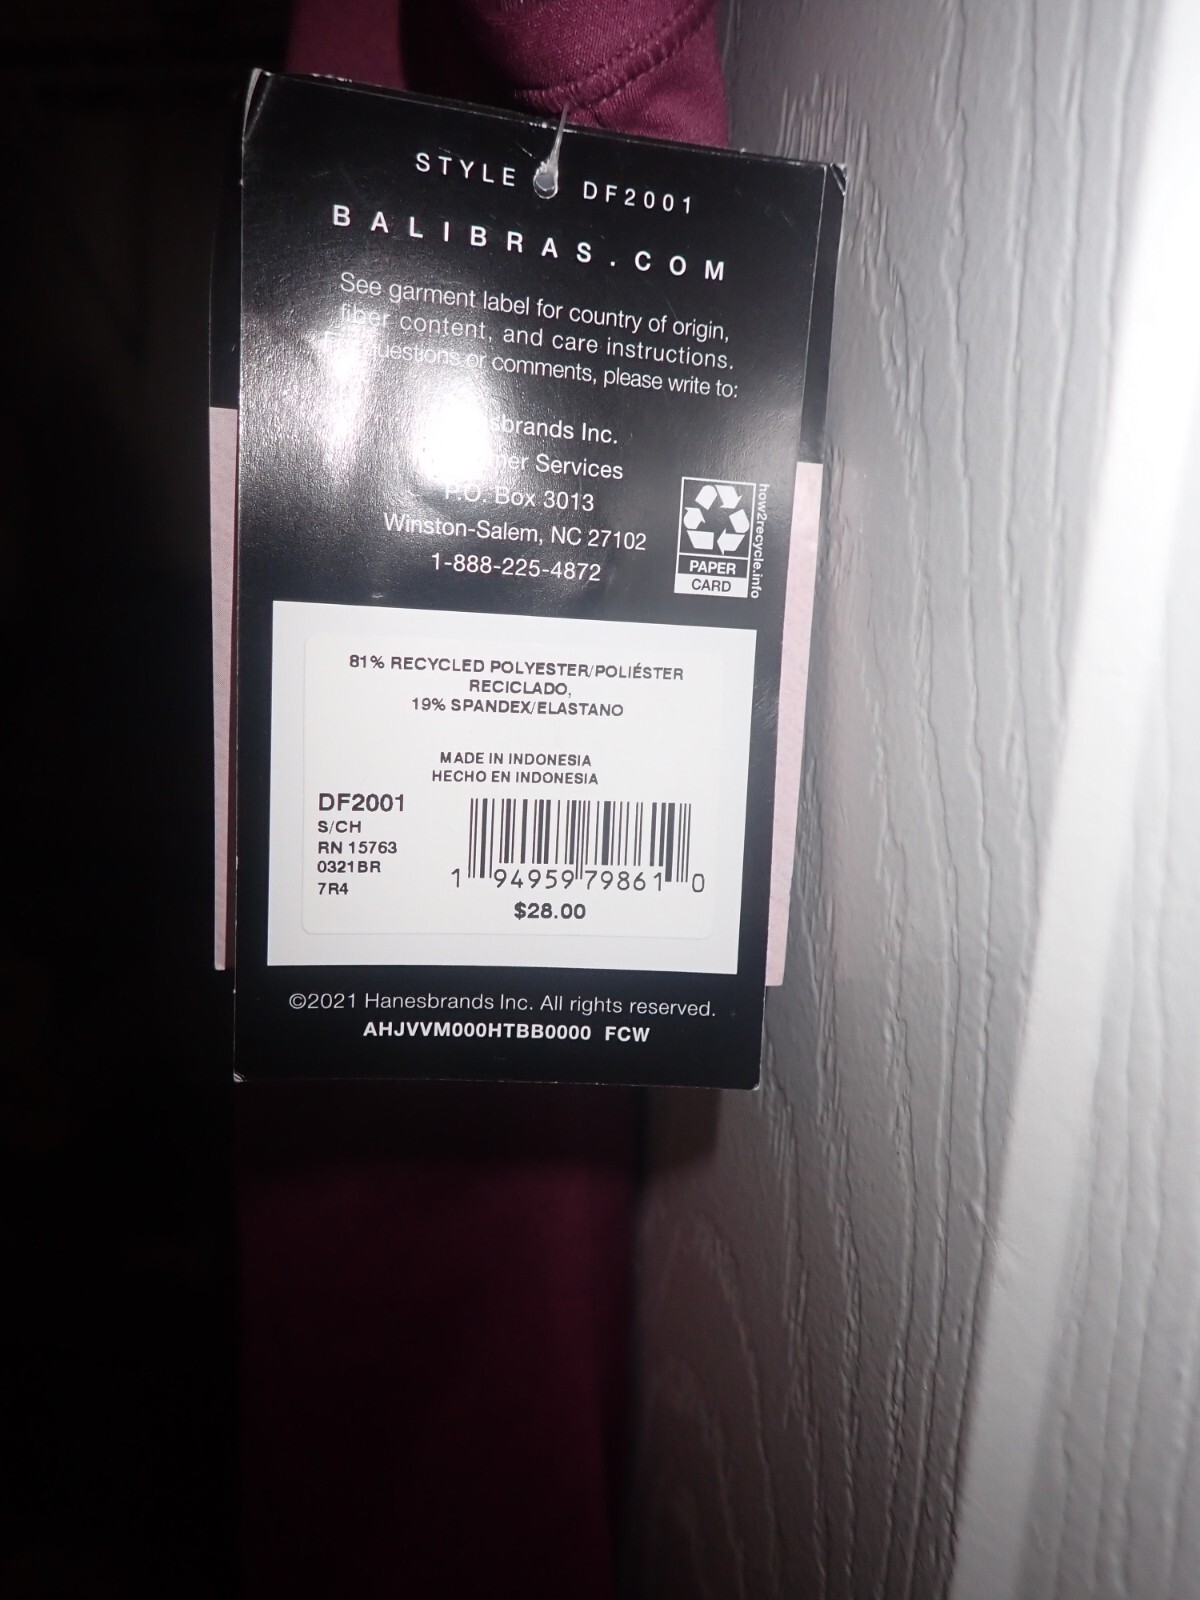 STYLE DF2001
BALIBRAS.COM
See garment label for country of origin,
fiber content, and care instructions.
questions or comments, please write to:
Inc.
Services
P.O. Box 3013
Winston-Salem, NC 27102
1-888-225-4872
how2recycle.info
PAPER
CARD
81% RECYCLED POLYESTER/POLIÉSTER
RECICLADO,
19% SPANDEX/ELASTANO
MADE IN INDONESIA
HECHO EN INDONESIA
DF2001
S/CH
RN 15763
0321BR
7R4
1 94959 79861 0
$28.00
©2021 Hanesbrands Inc. All rights reserved.
AHJVVM000HTBB0000 FCW